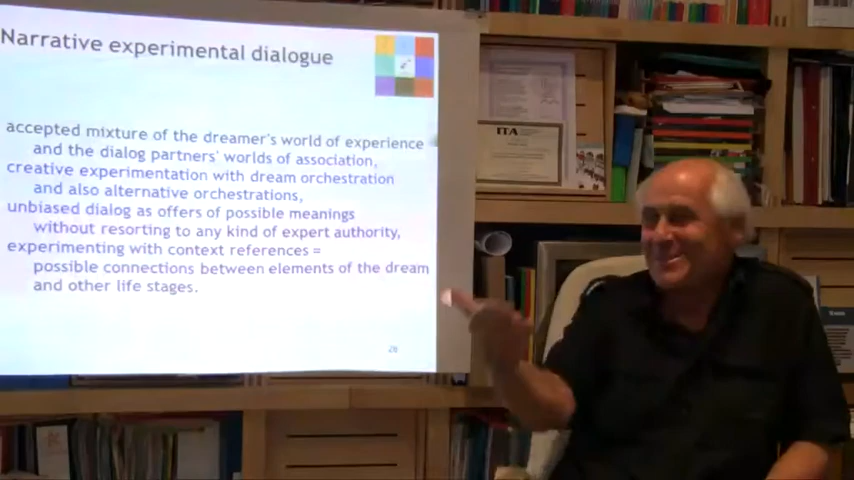 Narrative experimental dialogue
accepted mixture of the dreamer's world of experience
and the dialog partners' worlds of association,
creative experimentation with dream orchestration
and also alternative orchestrations,
unbiased dialog as offers of possible meanings
without resorting to any kind of expert authority,
experimenting with context references =
possible connections between elements of the dream
and other life stages.
26
ITA